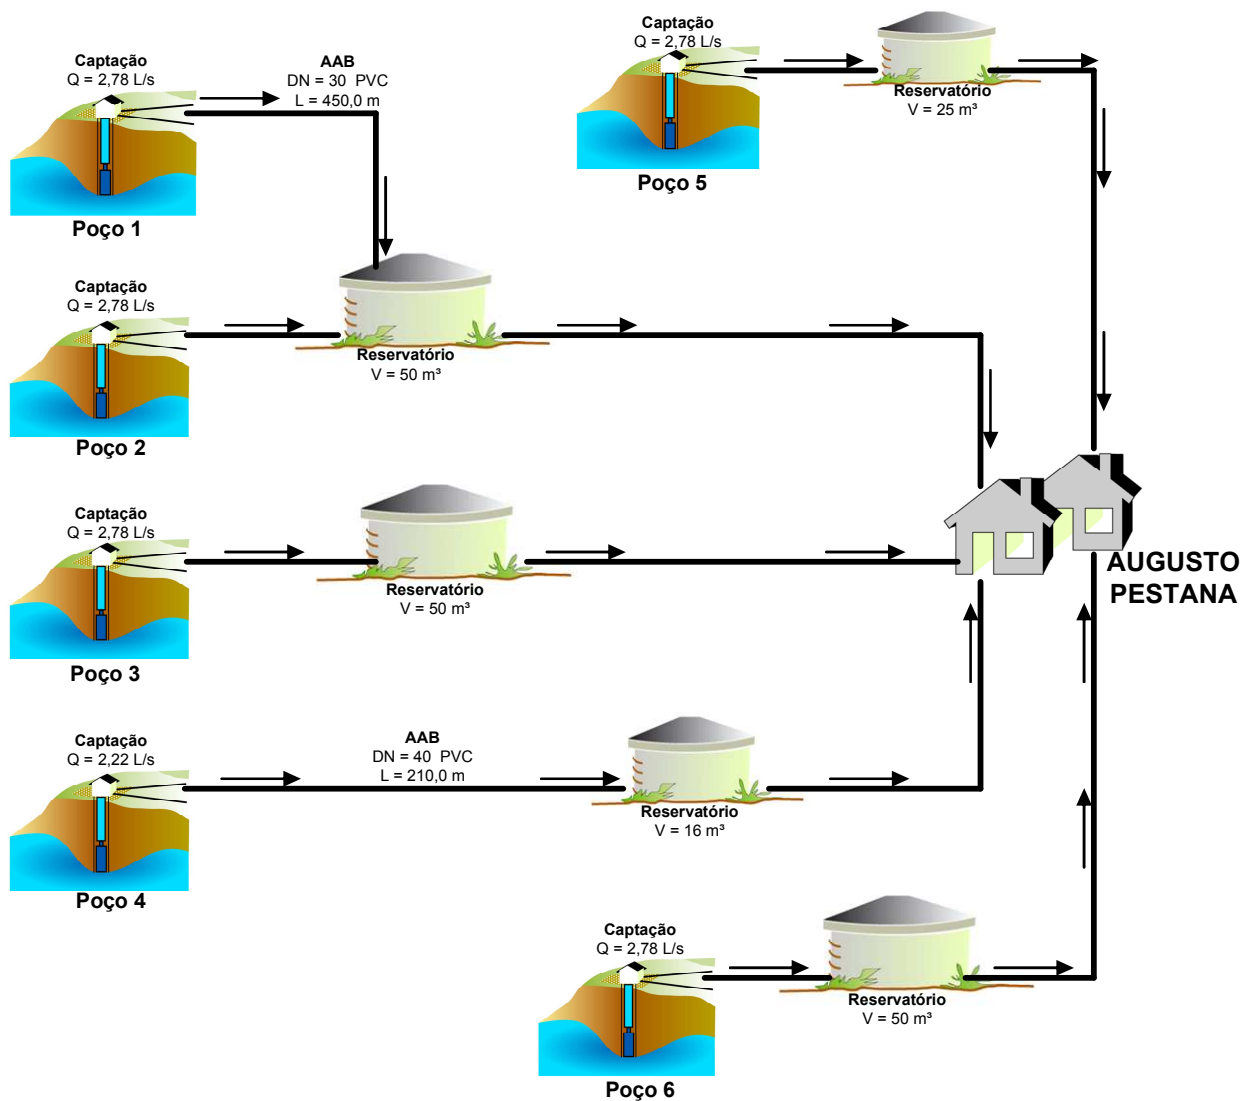 Captação
Q = 2,78 L/s
Poço 1
AAB
DN = 30 PVC
L = 450,0 m
Captação
Q = 2,78 L/s
Poço 5
Reservatório
V = 25 m³
Captação
Q = 2,78 L/s
Poço 2
Reservatório
V = 50 m³
Captação
Q = 2,78 L/s
Poço 3
Reservatório
V = 50 m³
AUGUSTO
PESTANA
Captação
Q = 2,22 L/s
Poço 4
AAB
DN = 40 PVC
L = 210,0 m
Reservatório
V = 16 m³
Captação
Q = 2,78 L/s
Poço 6
Reservatório
V = 50 m³